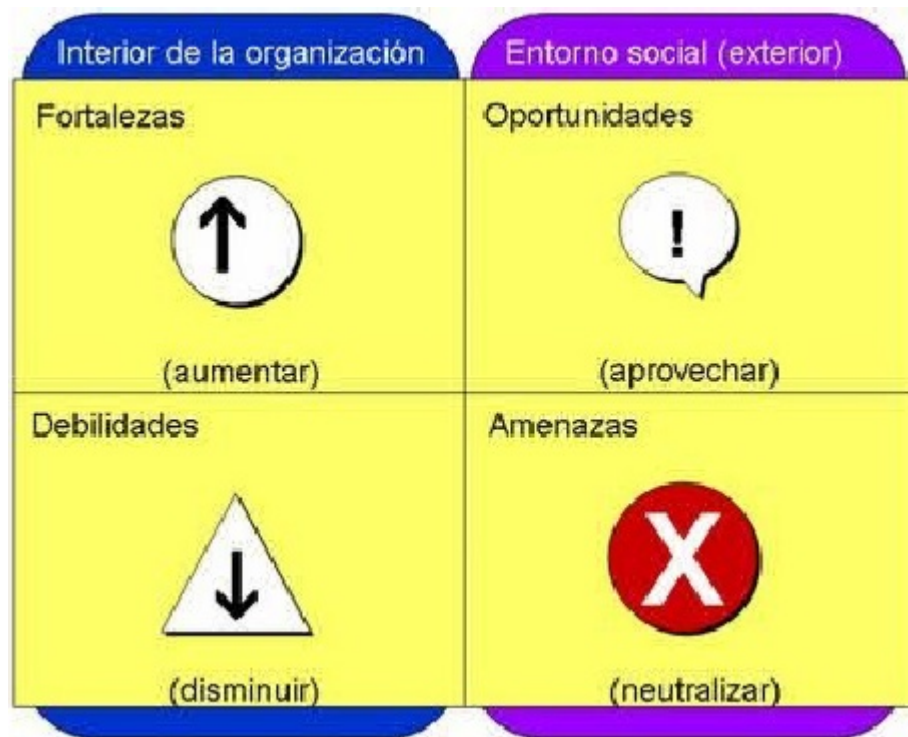 Interior de la organización
Entorno social (exterior)
Fortalezas
(aumentar)
Oportunidades
!
(aprovechar)
Debilidades
(disminuir)
Amenazas
X
(neutralizar)